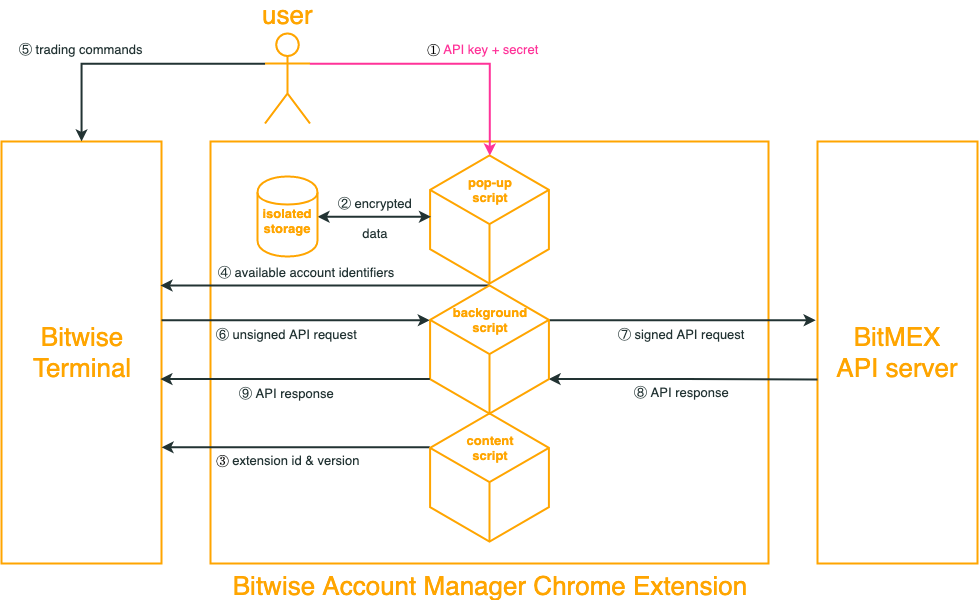 user
⑤ trading commands
① API key + secret
pop-up
script
② encrypted
data
isolated
storage
④ available account identifiers
background
script
⑥ unsigned API request
⑦ signed API request
Bitwise
Terminal
BitMEX
API server
⑨ API response
⑧ API response
content
script
③ extension id & version
Bitwise Account Manager Chrome Extension